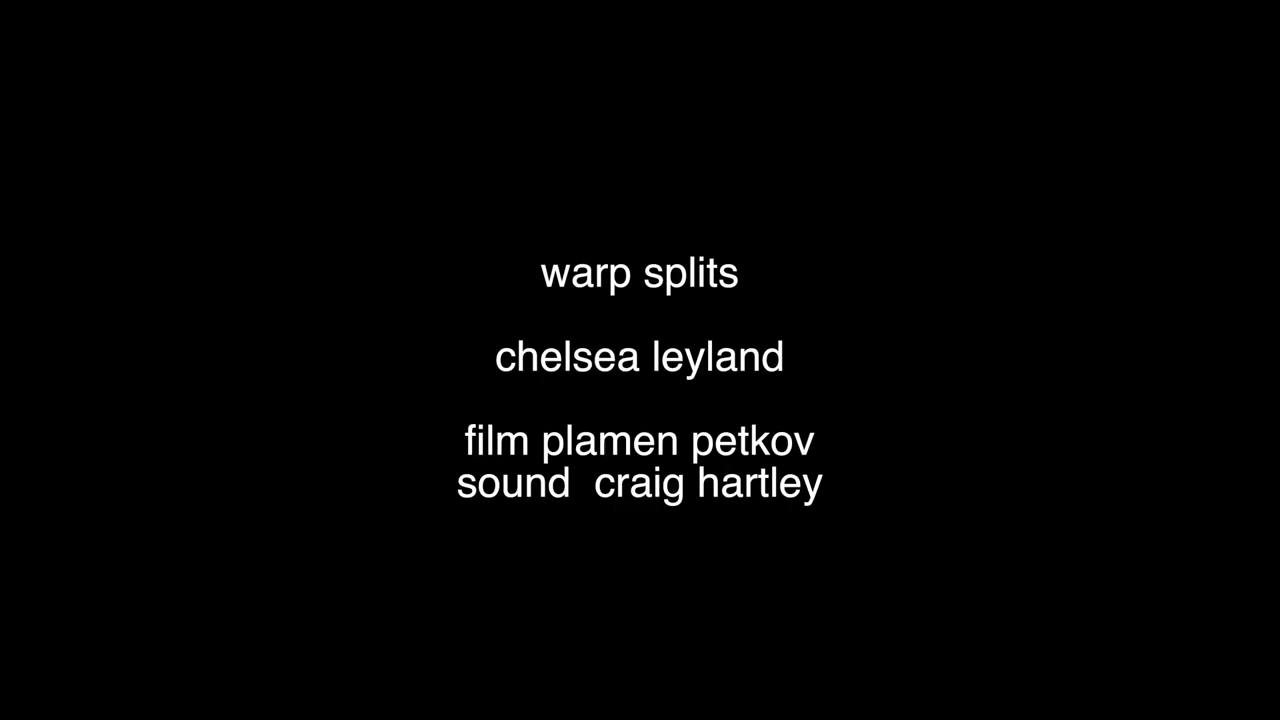 warp splits
chelsea leyland
film plamen petkov
sound  craig hartley